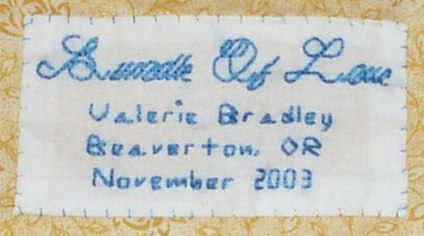 Bundle Of Love
Valerie Bradley
Beaverton, OR
November 2003